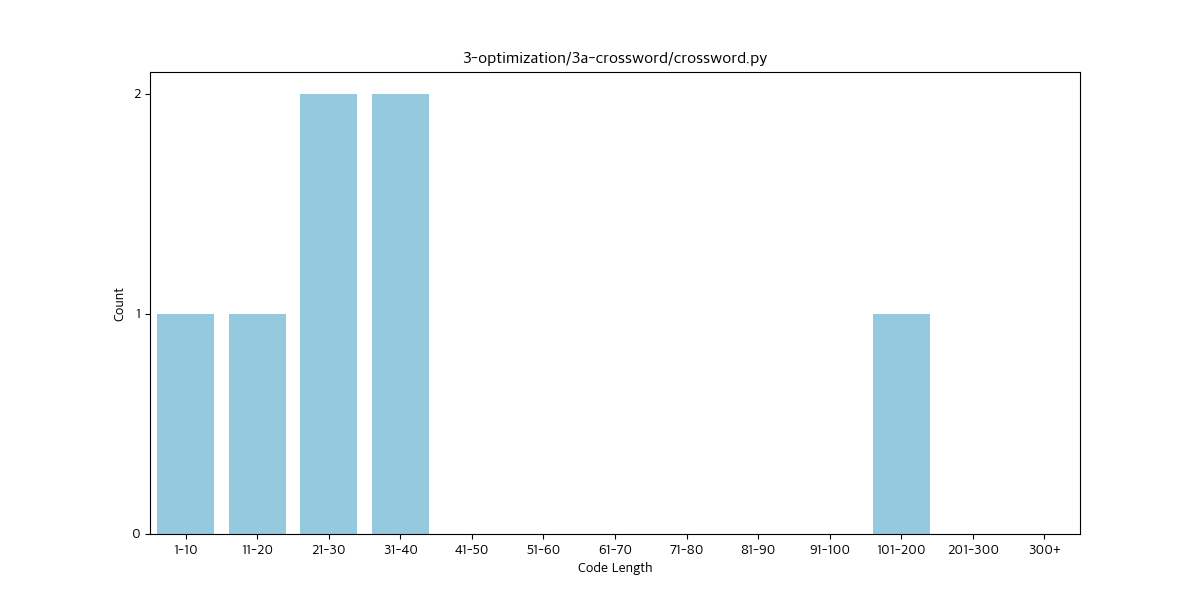 3-optimization/3a-crossword/crossword.py
Count
2
1
0
1-10 11-20 21-30 31-40 41-50 51-60 61-70 71-80 81-90 91-100 101-200 201-300 300+
Code Length